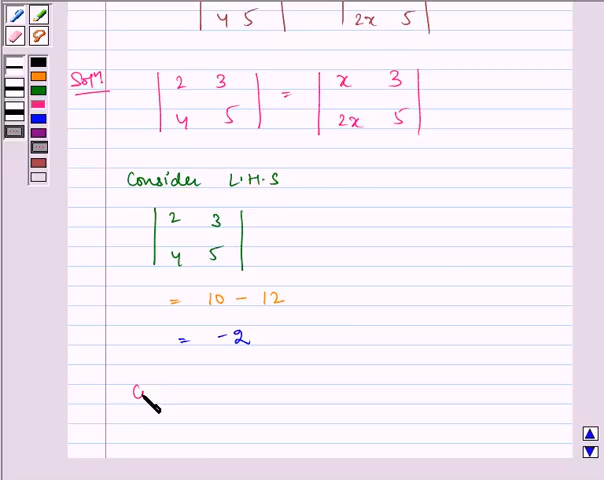 4 5 2x 5
Solⁿ | 2 3 | = | x 3 |
| 4 5 | | 2x 5 |
Consider L.H.S
| 2 3 |
| 4 5 |
= 10 - 12
= -2
C